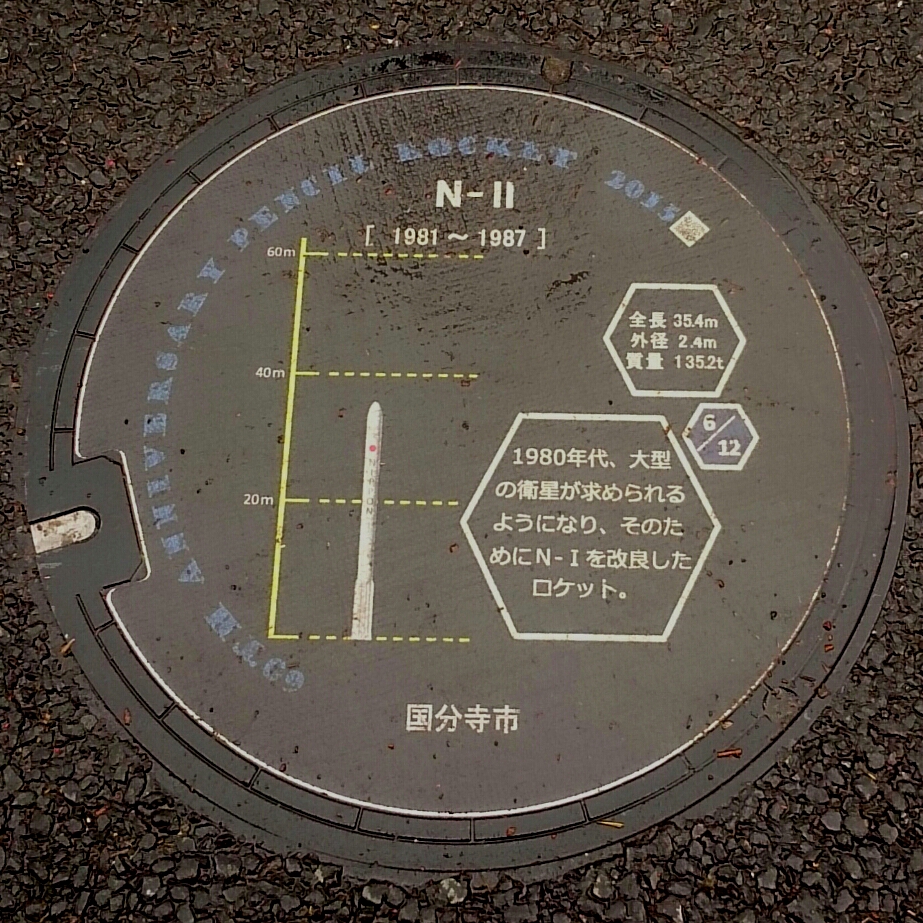 60TH ANNIVERSARY PENCIL ROCKET 2015
N-II
[ 1981～1987 ]
60m
40m
20m
NIPPON
全長 35.4m
外径 2.4m
質量 135.2t
6/12
1980年代、大型
の衛星が求められる
ようになり、そのた
めにN-Iを改良した
ロケット。
国分寺市